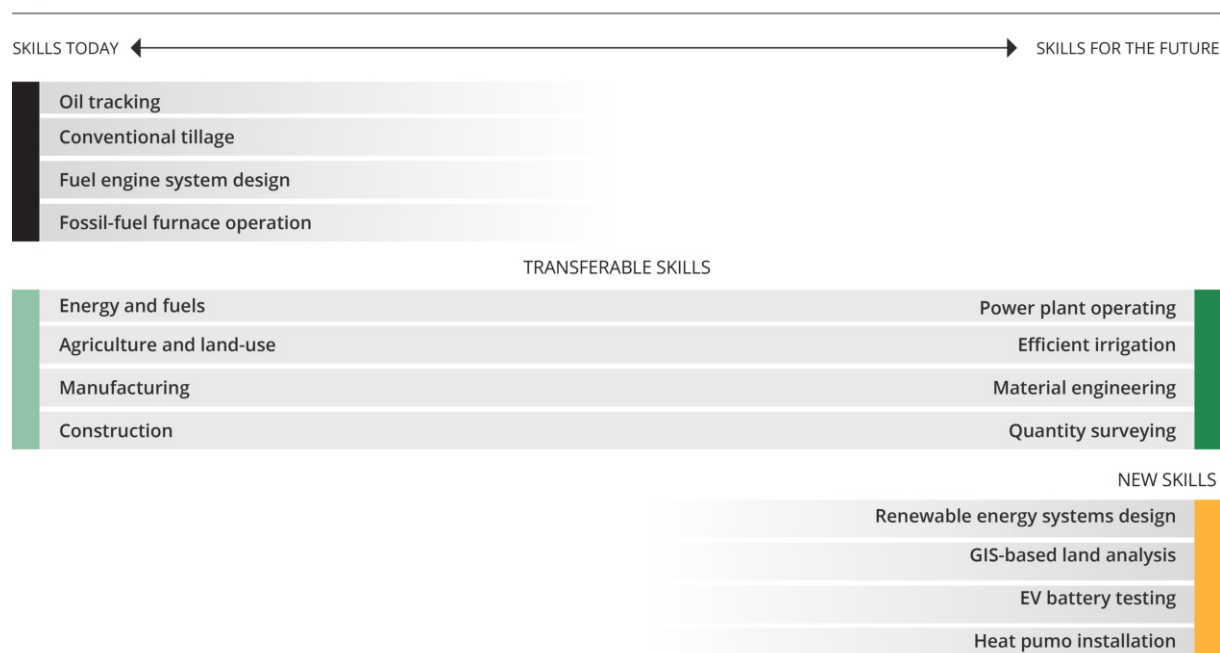 SKILLS TODAY SKILLS FOR THE FUTURE
Oil tracking
Conventional tillage
Fuel engine system design
Fossil-fuel furnace operation
TRANSFERABLE SKILLS
Energy and fuels Power plant operating
Agriculture and land-use Efficient irrigation
Manufacturing Material engineering
Construction Quantity surveying
NEW SKILLS
Renewable energy systems design
GIS-based land analysis
EV battery testing
Heat pumo installation